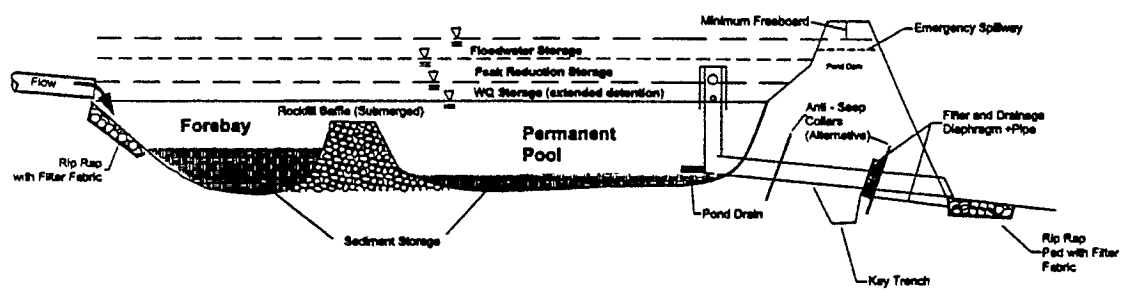 Minimum Freeboard
Emergency Spillway
Floodwater Storage
Pond Dam
Peak Reduction Storage
Flow
WQ Storage (extended detention)
Rockfill Baffle (Submerged)
Forebay
Permanent
Pool
Anti - Seep
Collars
(Alternative)
Filter and Drainage
Diaphragm +Pipe
Rip Rap
with Filter Fabric
Pond Drain
Sediment Storage
Rip Rap
Pad with Filter
Fabric
Key Trench